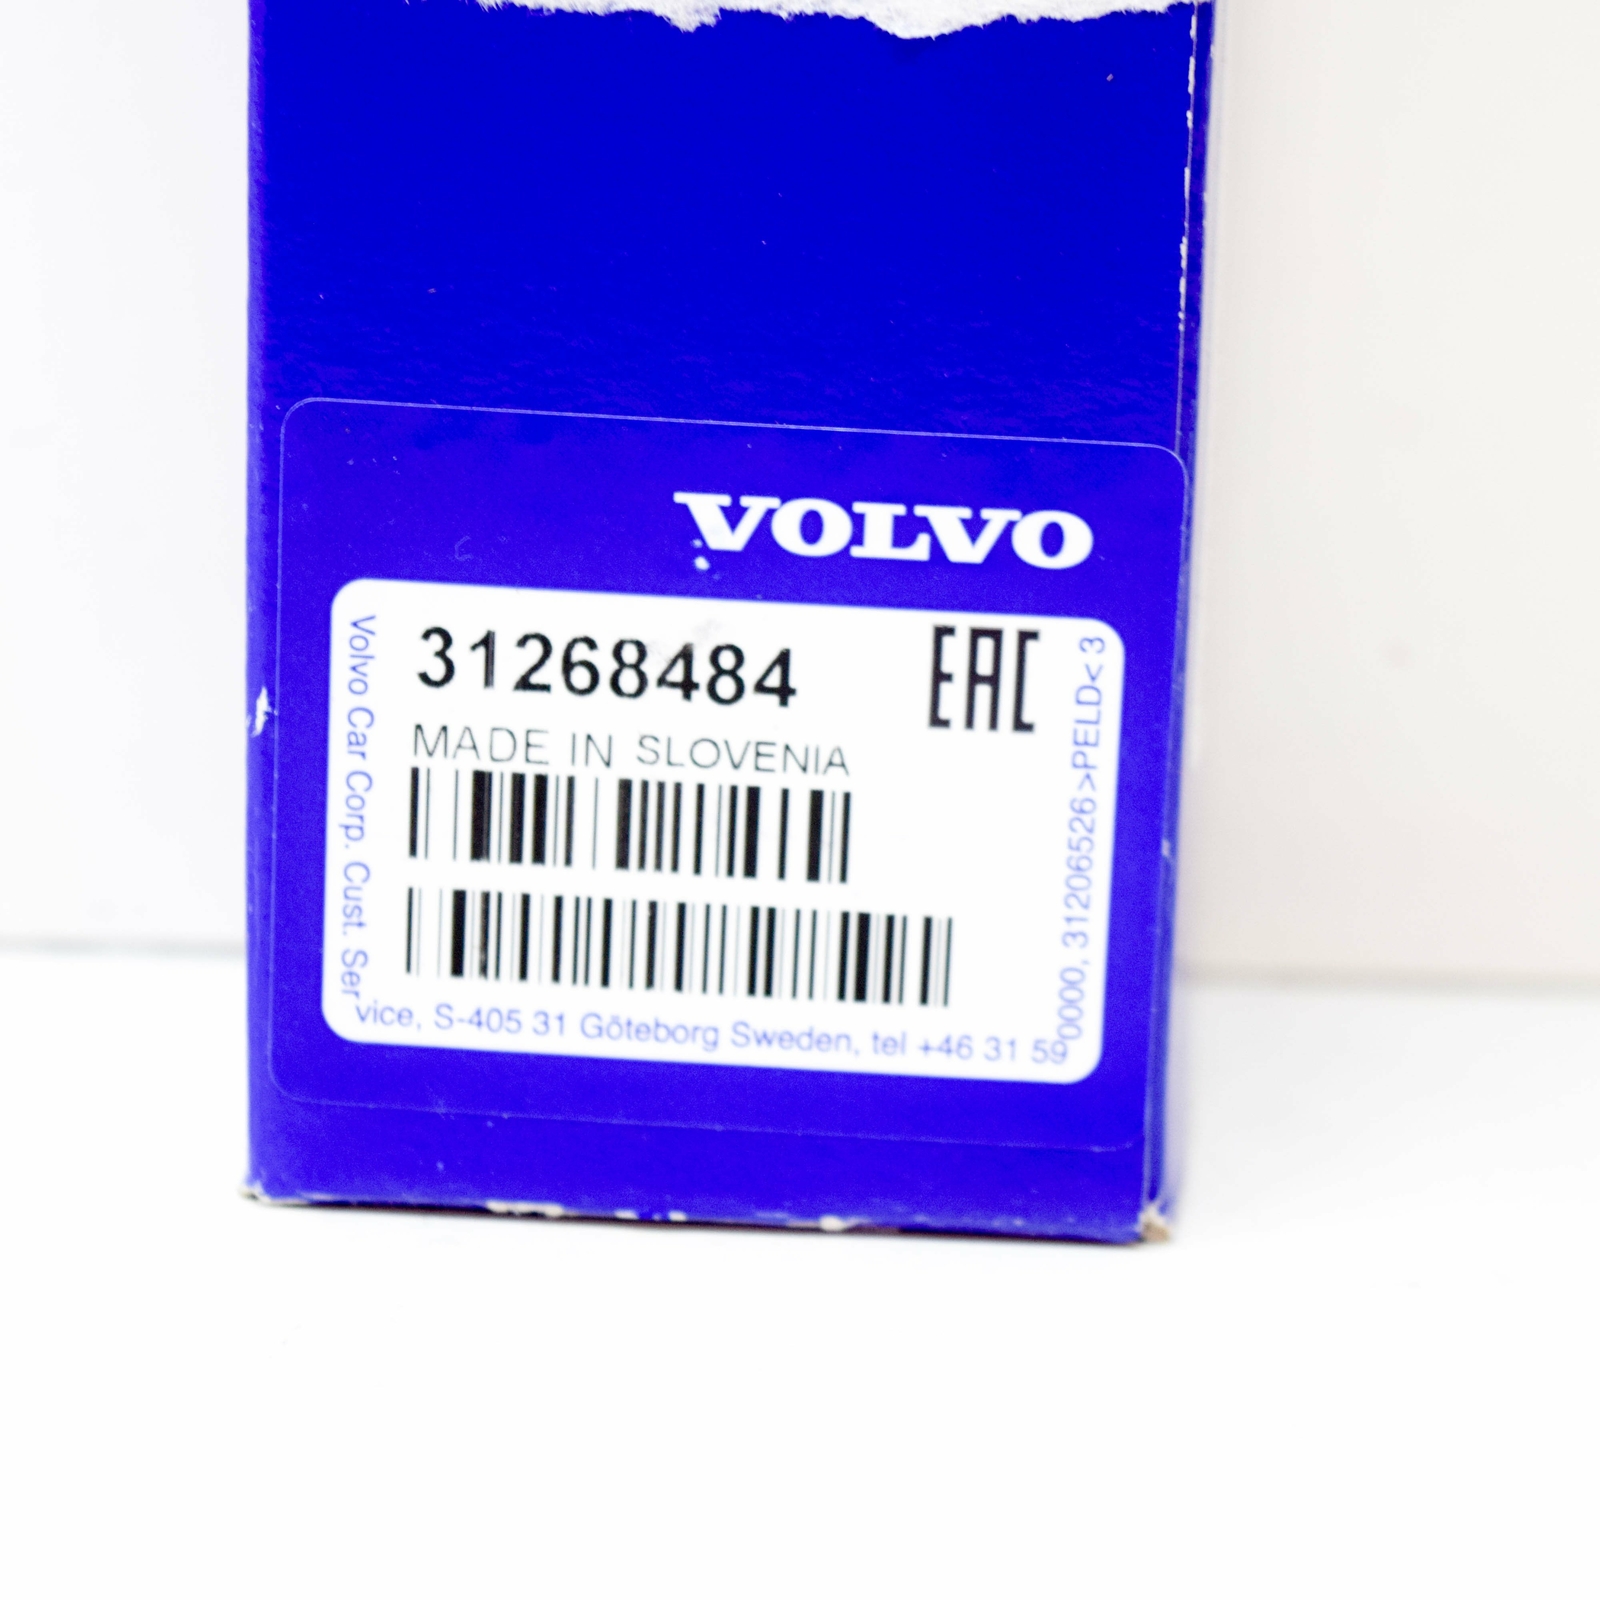 VOLVO
31268484
EAC
MADE IN SLOVENIA
Volvo Car Corp. Cust. Service, S-405 31 Göteborg Sweden, tel +46 31 590000, 31206526 >PELD< 3